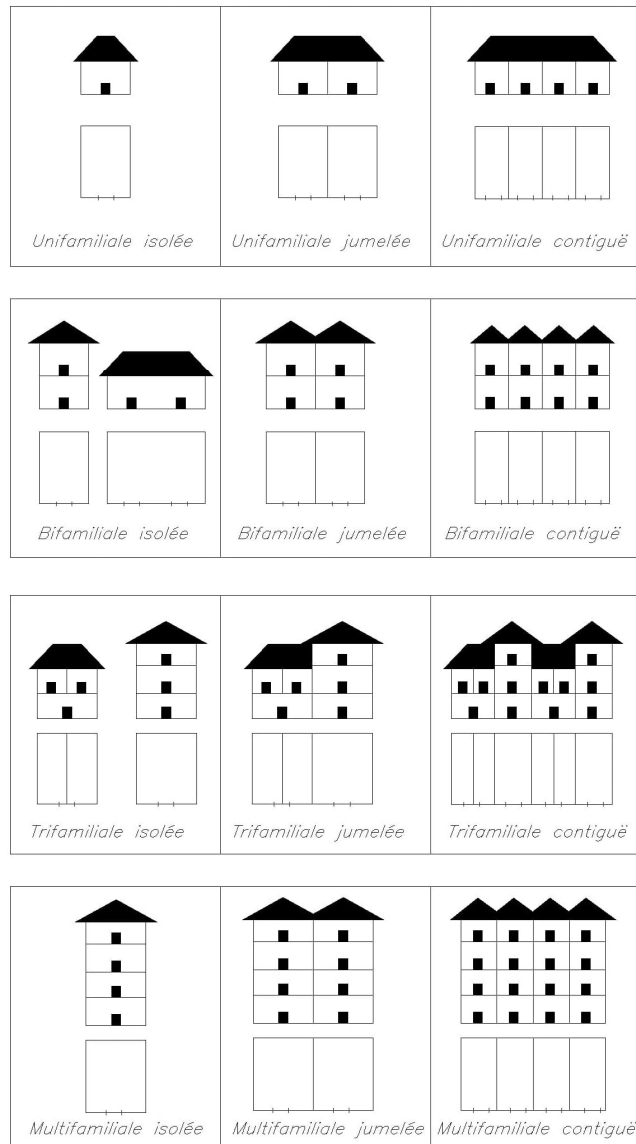 Unifamiliale isolée
Unifamiliale jumelée
Unifamiliale contiguë
Bifamiliale isolée
Bifamiliale jumelée
Bifamiliale contiguë
Trifamiliale isolée
Trifamiliale jumelée
Trifamiliale contiguë
Multifamiliale isolée
Multifamiliale jumelée
Multifamiliale contiguë